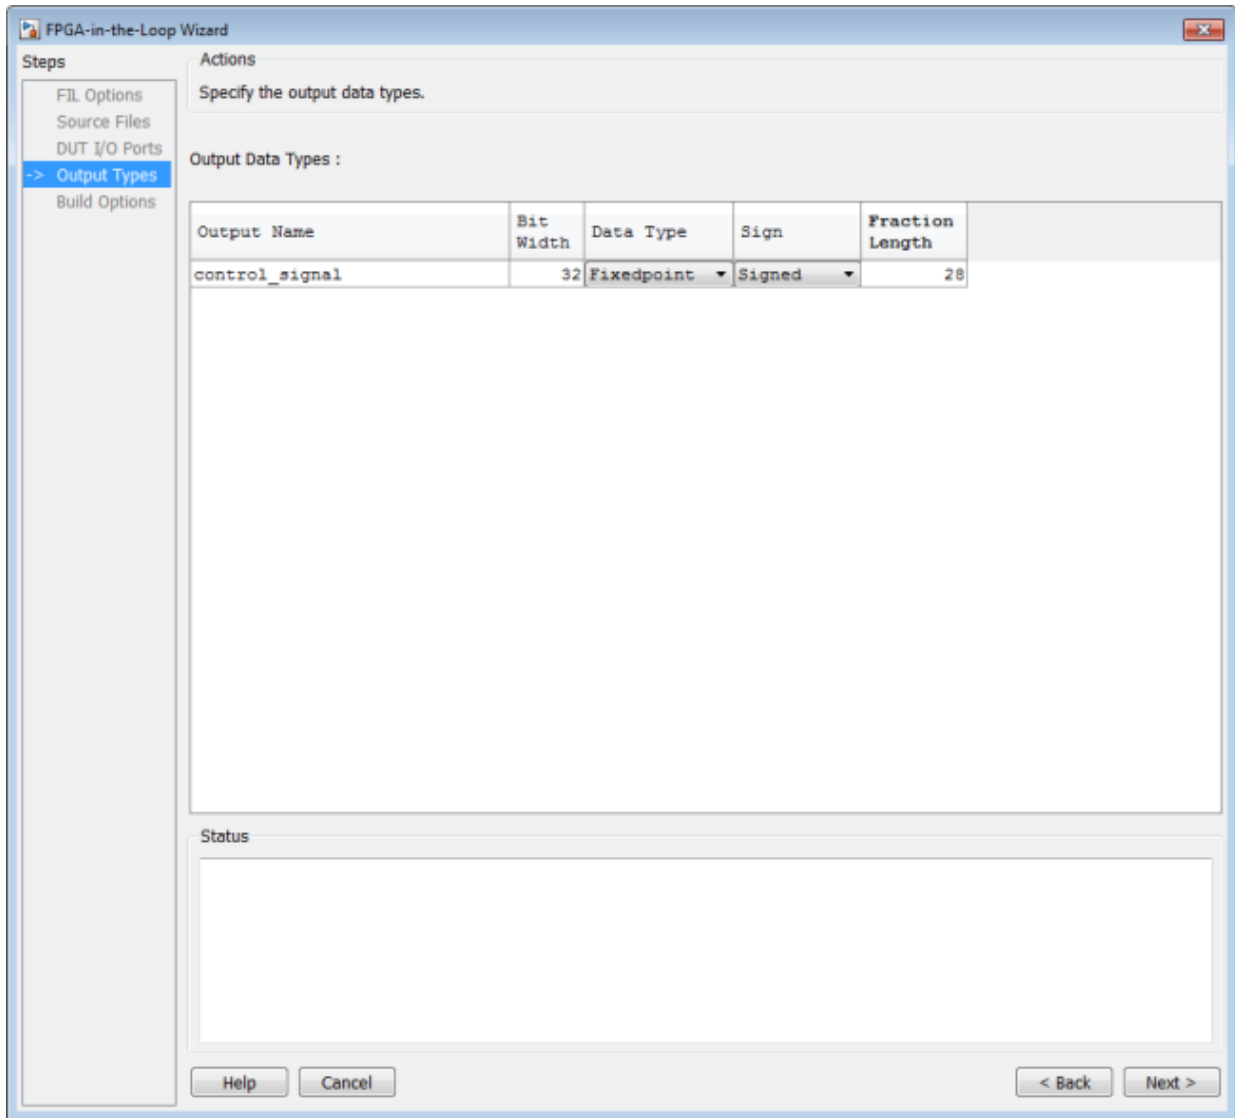 FPGA-in-the-Loop Wizard
Steps
FIL Options
Source Files
DUT I/O Ports
-> Output Types
Build Options
Actions
Specify the output data types.
Output Data Types :
Output Name Bit Width Data Type Sign Fraction Length
control_signal 32 Fixedpoint Signed 28
Status
Help Cancel < Back Next >